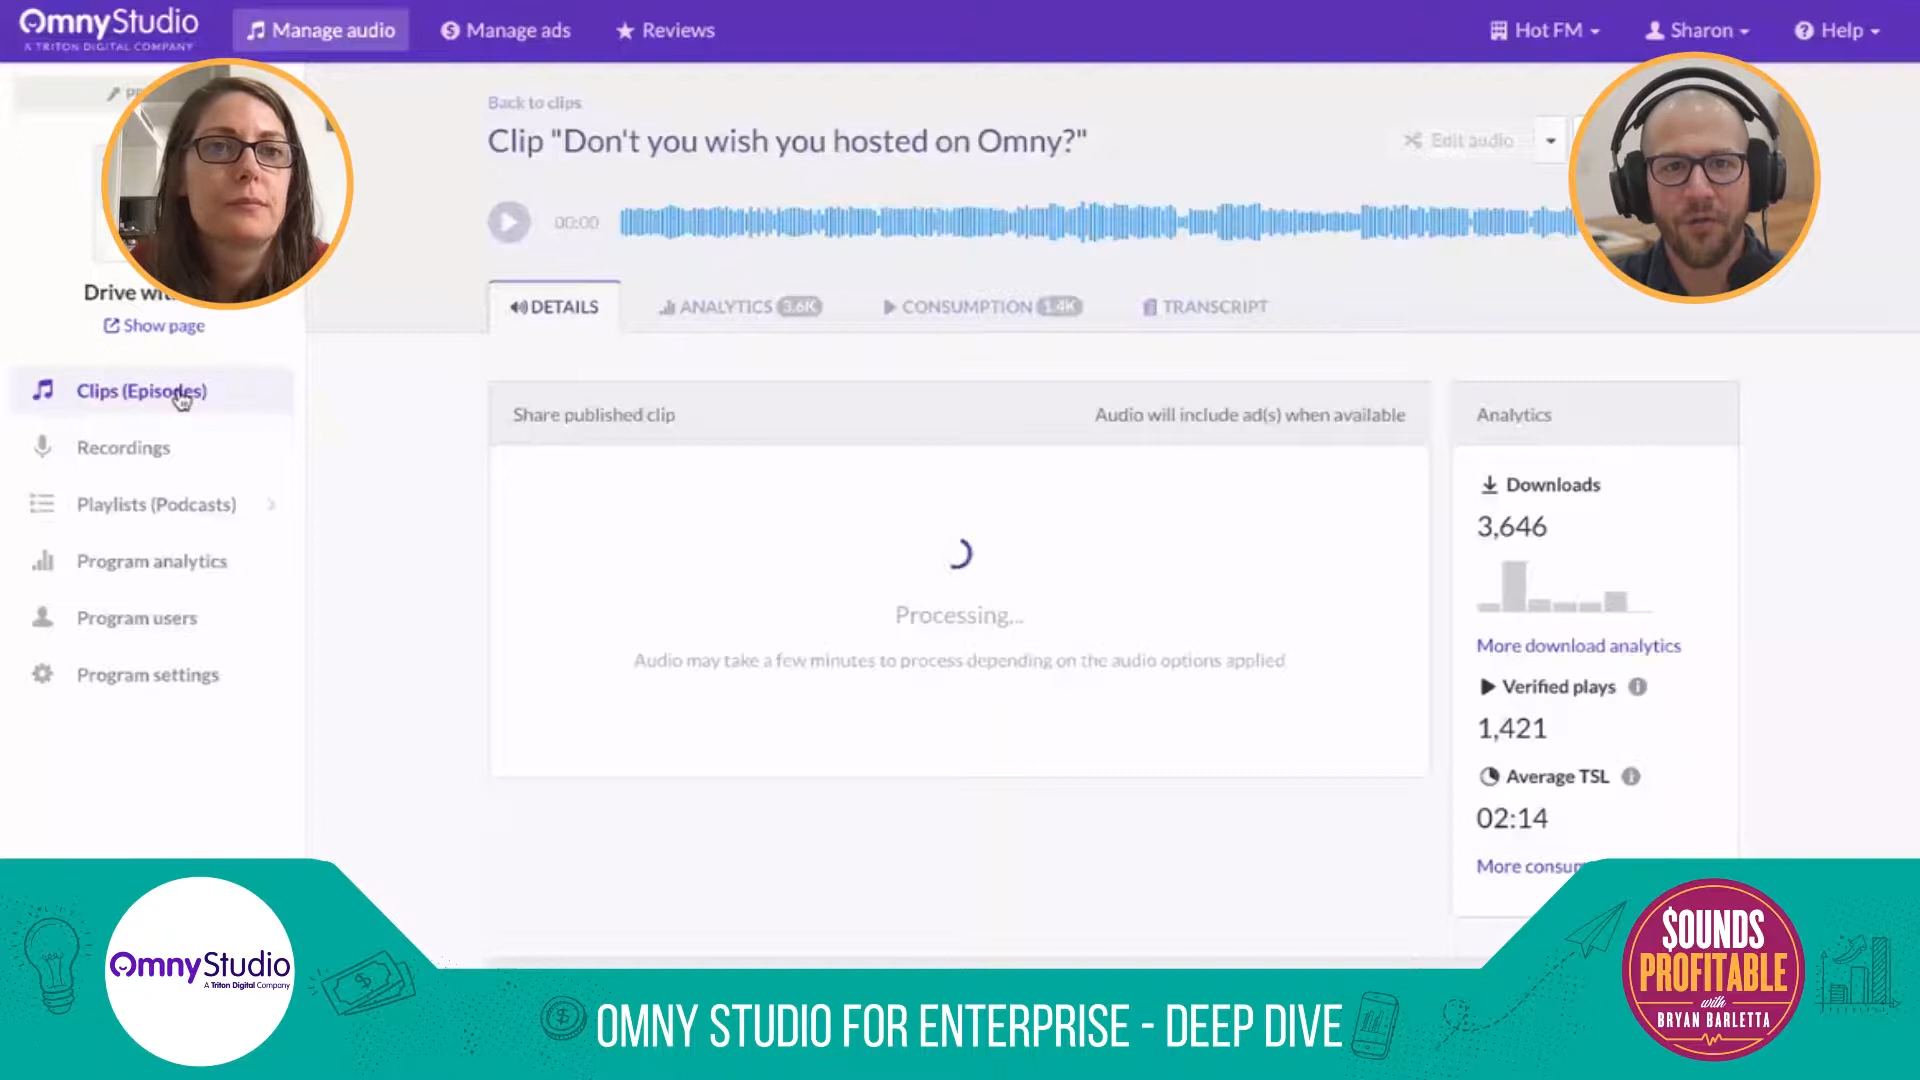 OmnyStudio
A TRITON DIGITAL COMPANY
Manage audio
Manage ads
Reviews
Hot FM
Sharon
Help
Back to clips
Clip "Don't you wish you hosted on Omny?"
Edit audio
00:00
Drive
Show page
DETAILS
ANALYTICS 3.6K
CONSUMPTION 1.4K
TRANSCRIPT
Clips (Episodes)
Recordings
Playlists (Podcasts)
Program analytics
Program users
Program settings
Share published clip
Audio will include ad(s) when available
Processing...
Audio may take a few minutes to process depending on the audio options applied
Analytics
Downloads
3,646
More download analytics
Verified plays
1,421
Average TSL
02:14
More
OmnyStudio
A Triton Digital Company
OMNY STUDIO FOR ENTERPRISE - DEEP DIVE
$OUNDS
PROFITABLE
with
BRYAN BARLETTA